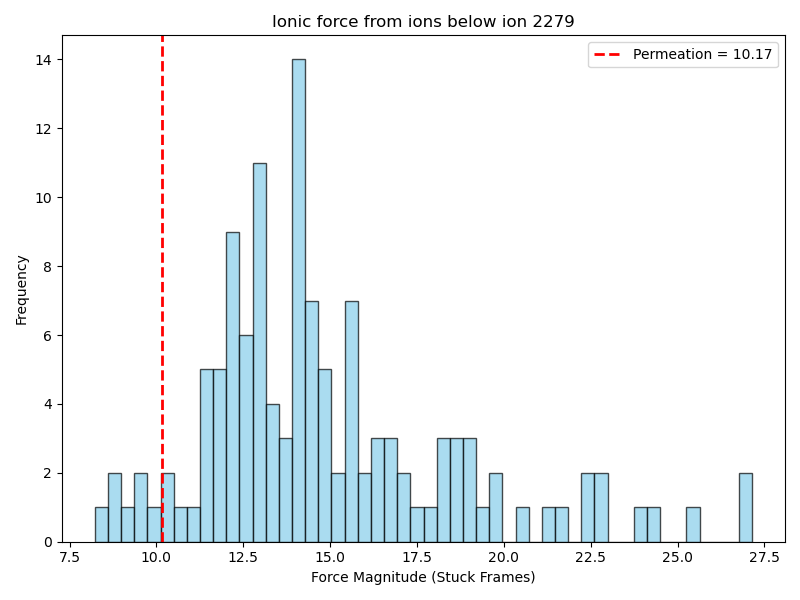 Ionic force from ions below ion 2279
Permeation = 10.17
14
12
10
8
6
4
2
0
Frequency
7.5 10.0 12.5 15.0 17.5 20.0 22.5 25.0 27.5
Force Magnitude (Stuck Frames)